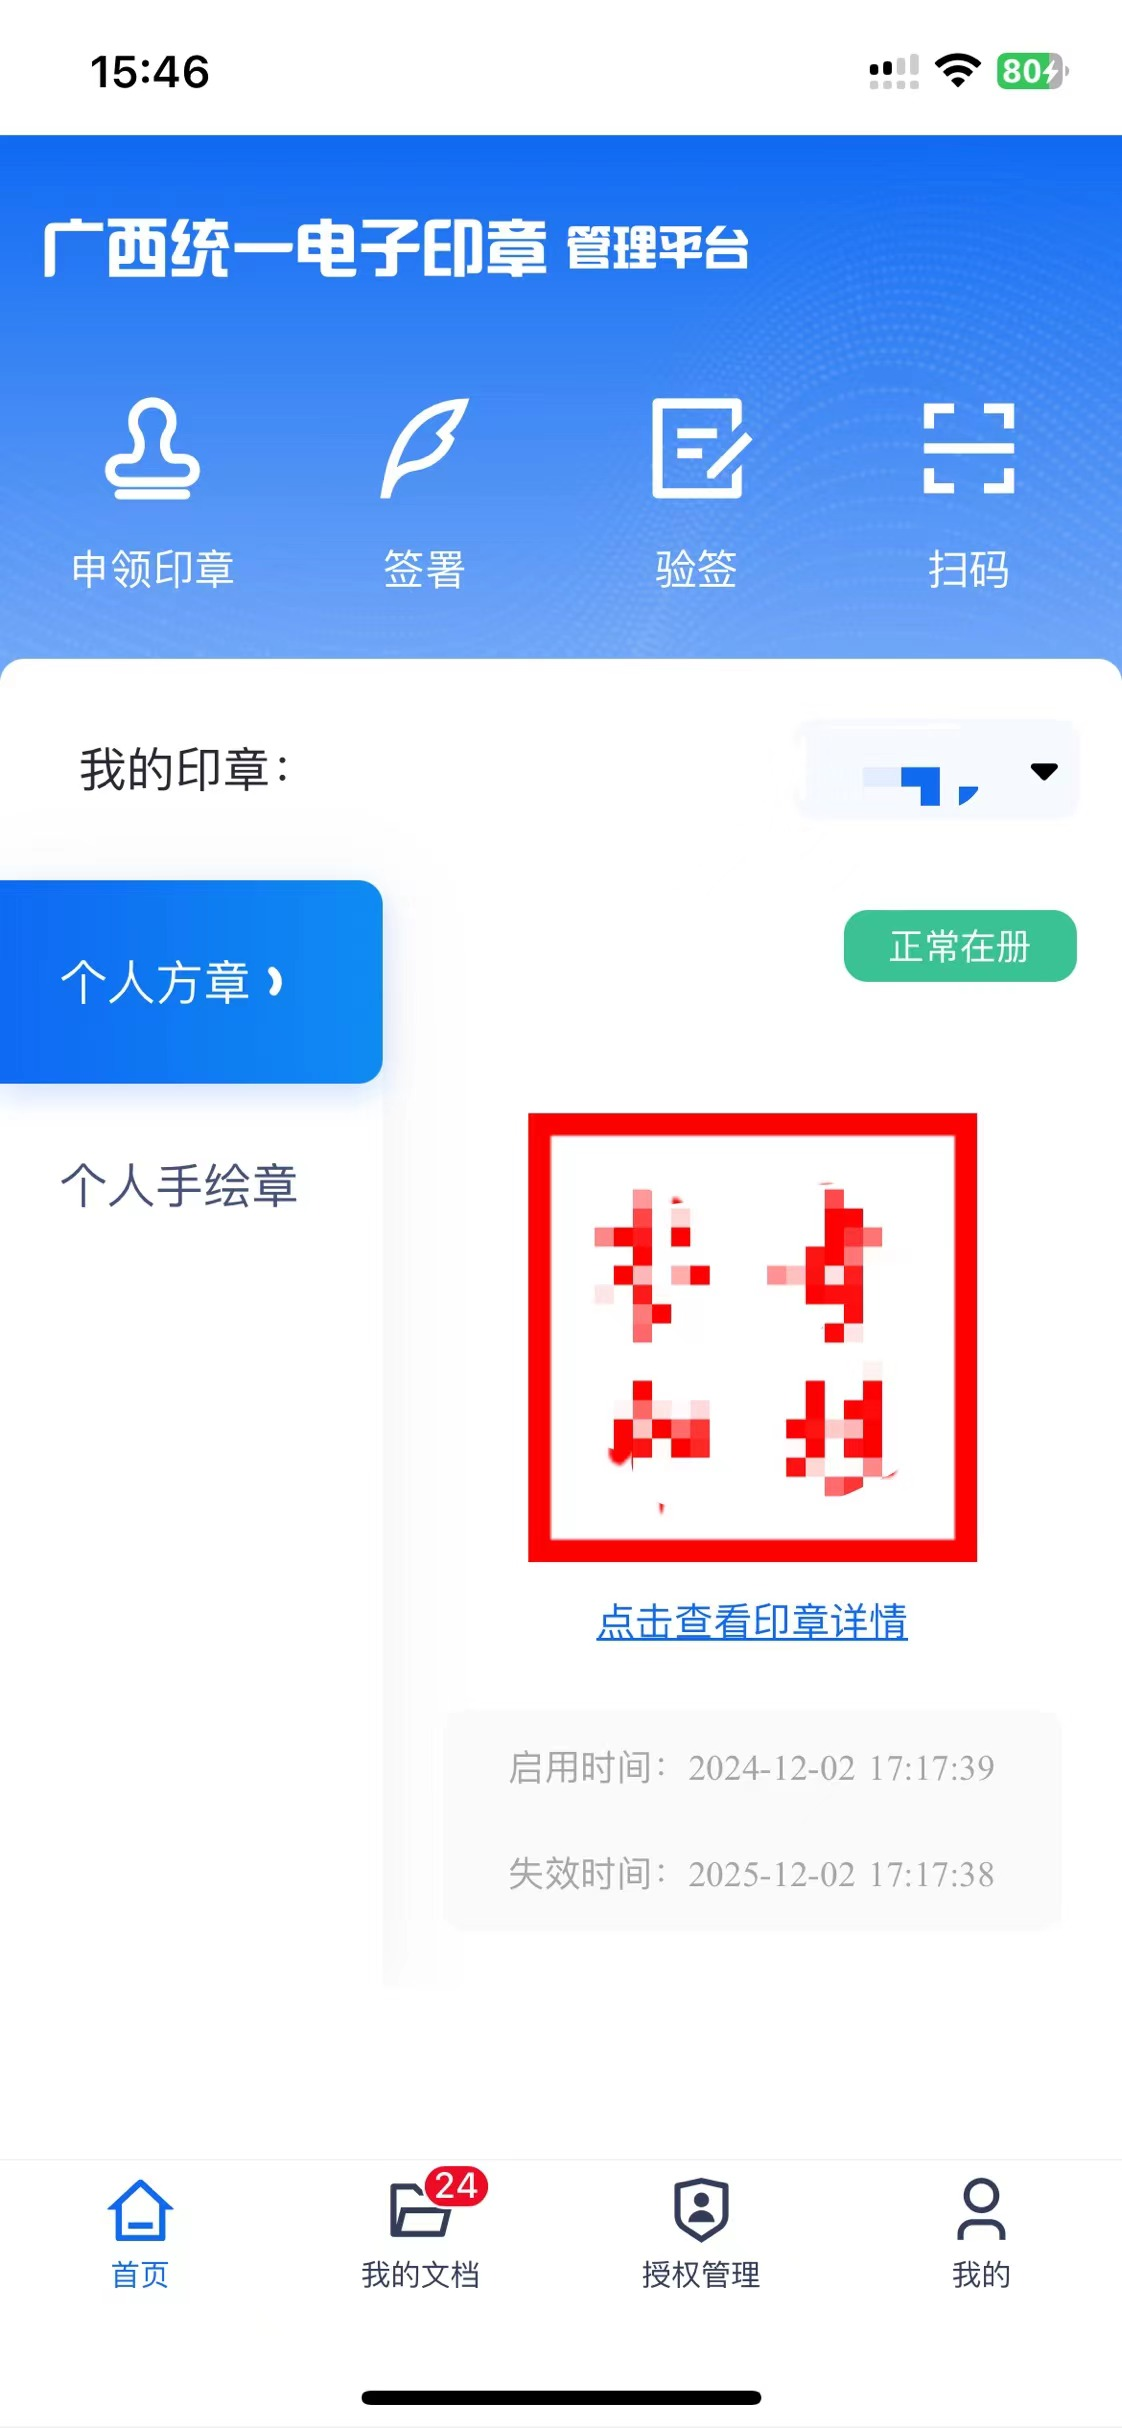 15:46
80
广西统一电子印章 管理平台
申领印章 签署 验签 扫码
我的印章：
正常在册
个人方章
个人手绘章
点击查看印章详情
启用时间：2024-12-02 17:17:39
失效时间：2025-12-02 17:17:38
24
首页 我的文档 授权管理 我的